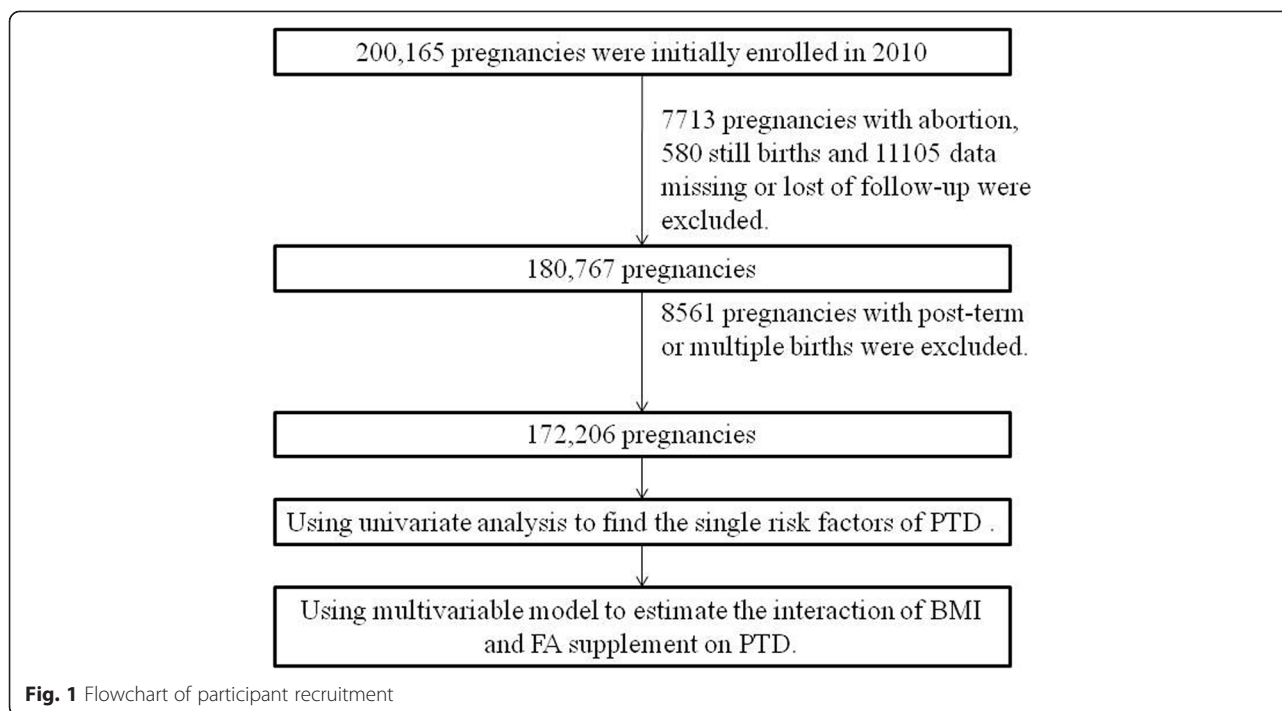 200,165 pregnancies were initially enrolled in 2010
7713 pregnancies with abortion,
580 still births and 11105 data
missing or lost of follow-up were
excluded.
180,767 pregnancies
8561 pregnancies with post-term
or multiple births were excluded.
172,206 pregnancies
Using univariate analysis to find the single risk factors of PTD .
Using multivariable model to estimate the interaction of BMI
and FA supplement on PTD.
Fig. 1 Flowchart of participant recruitment